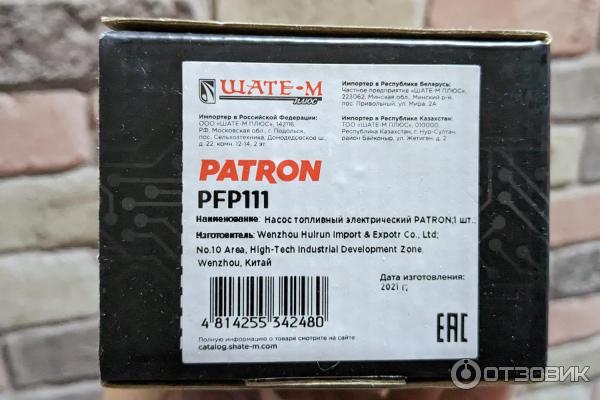 ШАТЕ-М
ПЛЮС
Импортер в Республике Беларусь:
Частное предприятие «ШАТЕ-М ПЛЮС»,
223062, Минская обл., Минский р-н,
пос. Привольный, ул. Мира, 2А
Импортер в Российской Федерации:
ООО «ШАТЕ-М ПЛЮС», 142116,
РФ, Московская обл., г. Подольск,
пос. Сельхозтехника, Домодедовское ш.,
д. 22, комн. 12-14, 2 эт.
Импортер в Республике Казахстан:
ТОО «ШАТЕ-М ПЛЮС», 010000,
Республика Казахстан, г. Нур-Султан,
район Байконыр, ул. Жетиген, д. 2
PATRON
PFP111
Наименование: Насос топливный электрический PATRON;1 шт.;
Изготовитель: Wenzhou Huirun Import & Expotr Co., Ltd;
No.10 Area, High-Tech Industrial Development Zone,
Wenzhou, Китай
Дата изготовления:
2021 г;
4 814255 342480
Полную информацию о товаре смотрите на сайте
catalog.shate-m.com
EAC
ОТЗОВИК